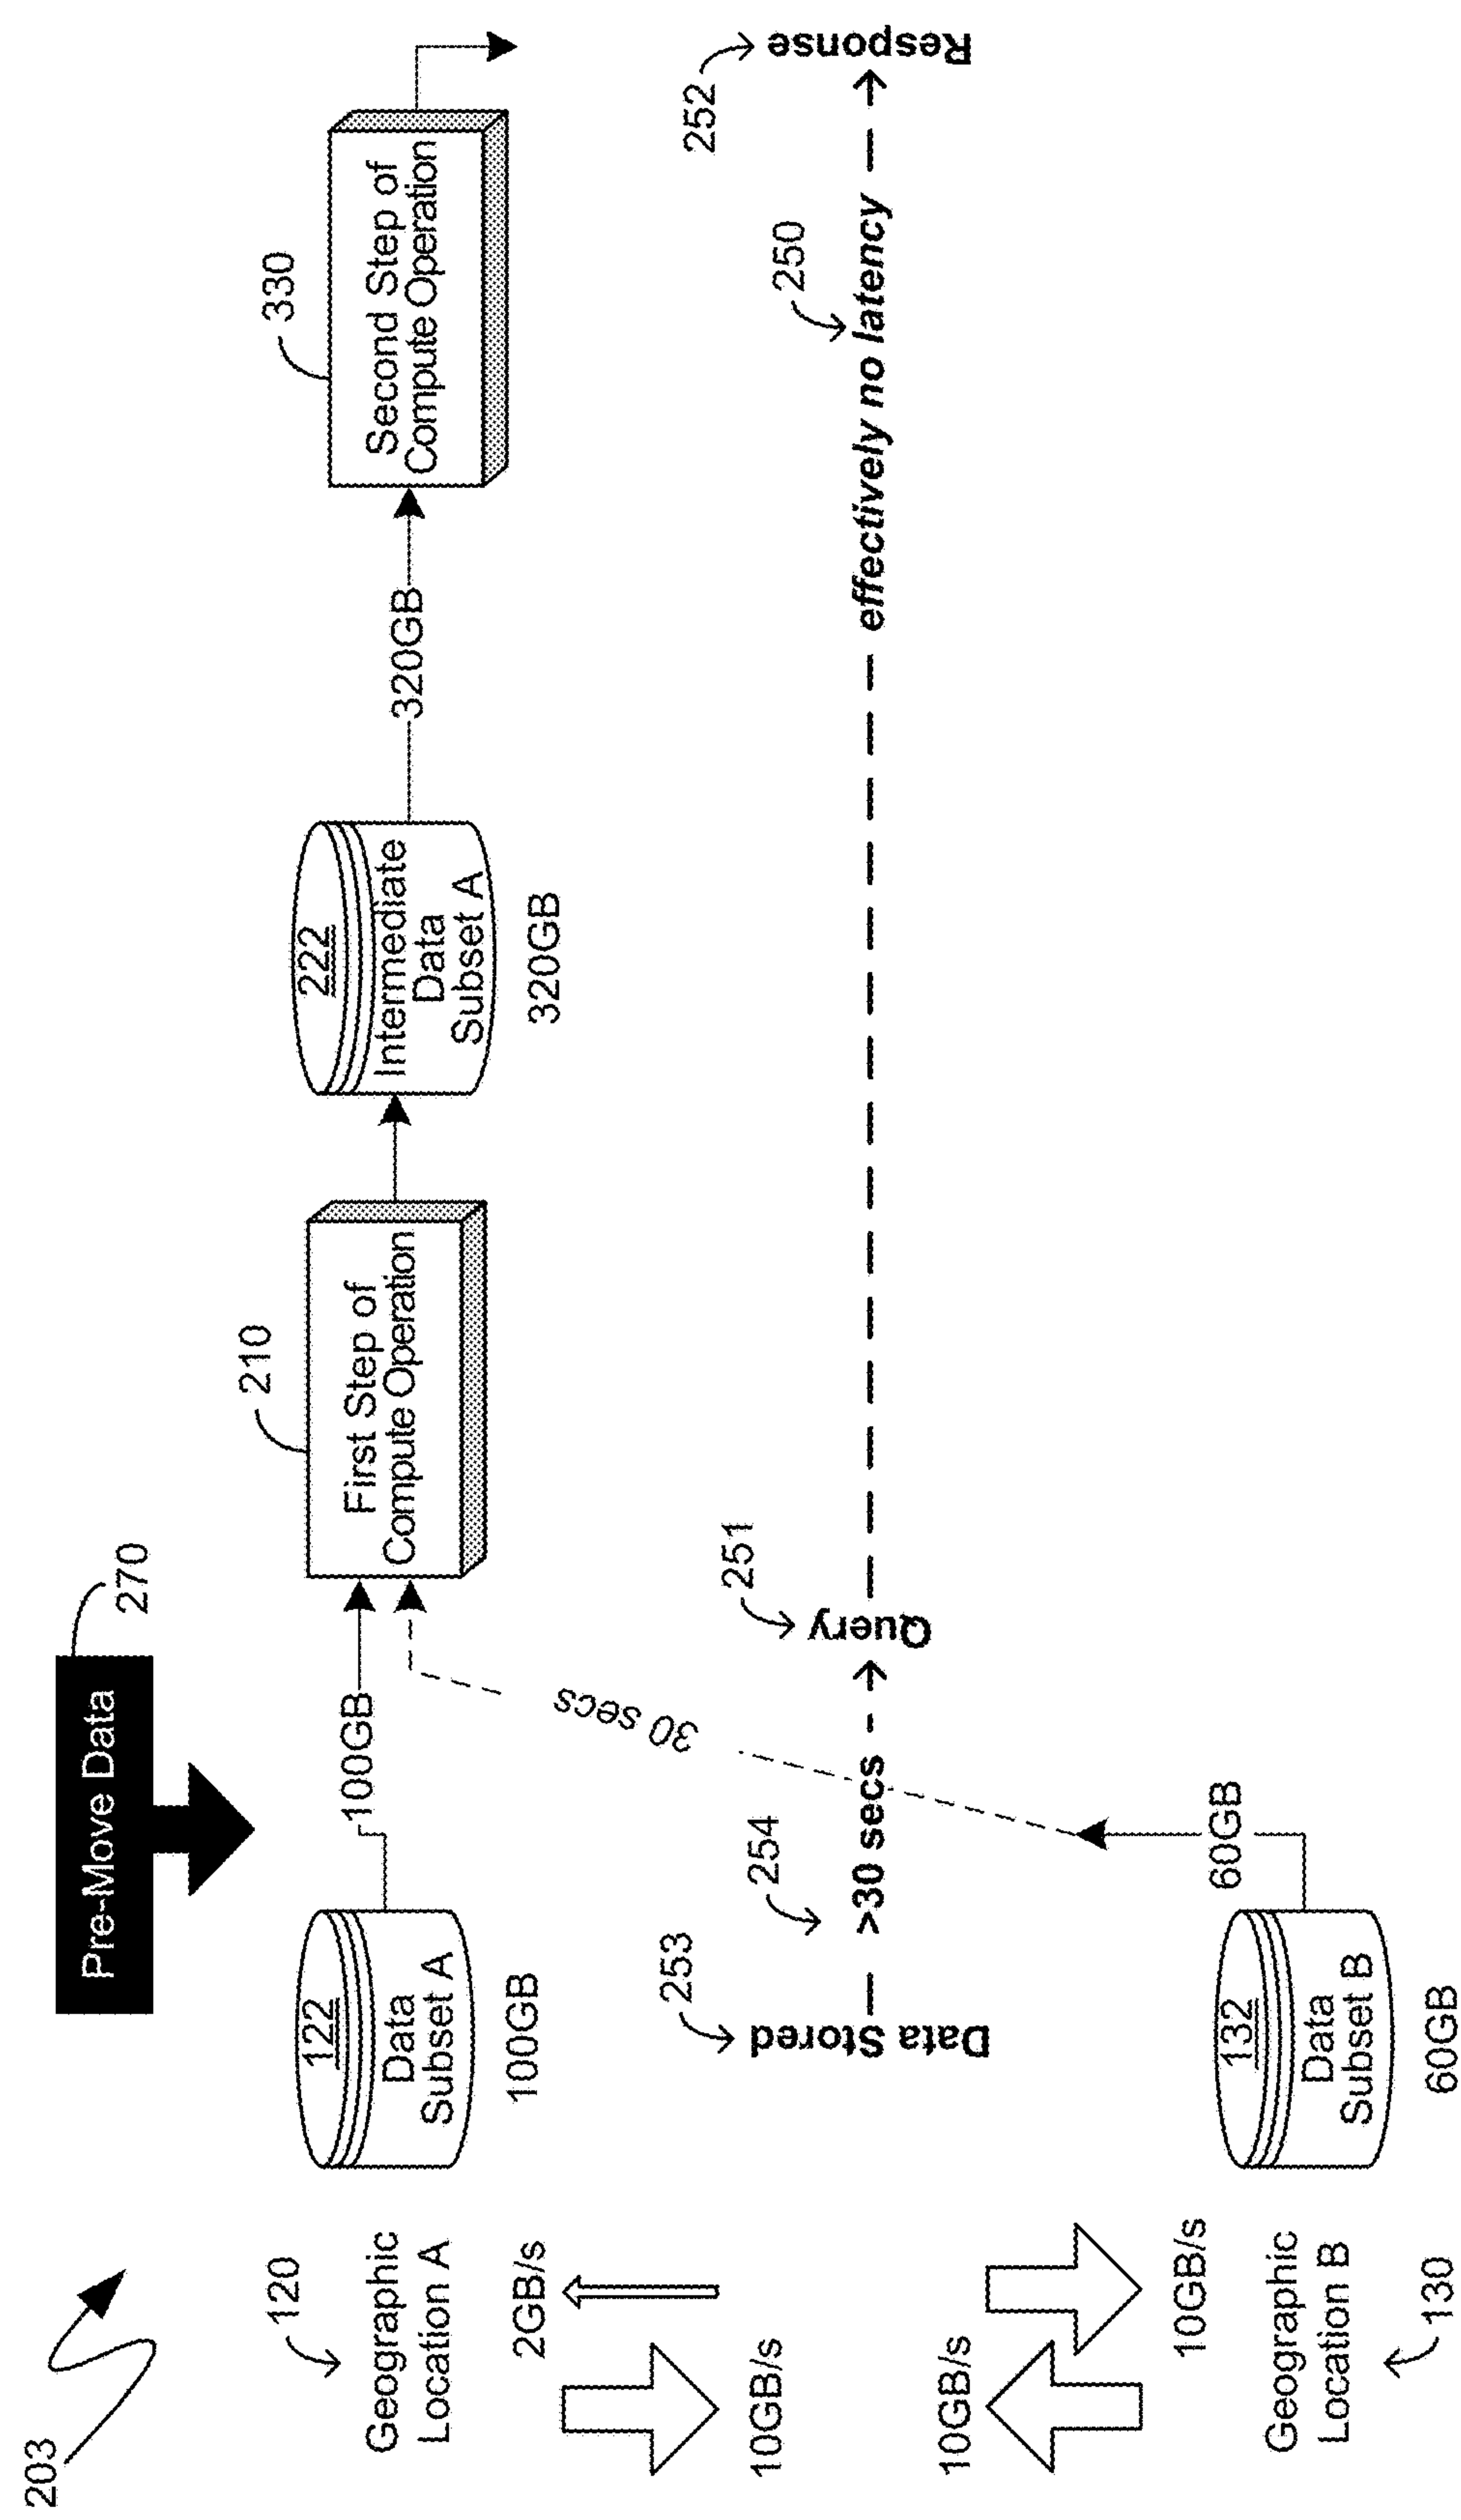 203
Pre-Move Data
270
120
Geographic
Location A
122
Data
Subset A
100GB
100GB
210
First Step of
Compute Operation
222
Intermediate
Data
Subset A
320GB
320GB
330
Second Step of
Compute Operation
2GB/s
10GB/s
30 secs
253
Data Stored
254
>30 secs
251
Query
250
effectively no latency
252
Response
10GB/s
10GB/s
Geographic
Location B
130
132
Data
Subset B
60GB
60GB